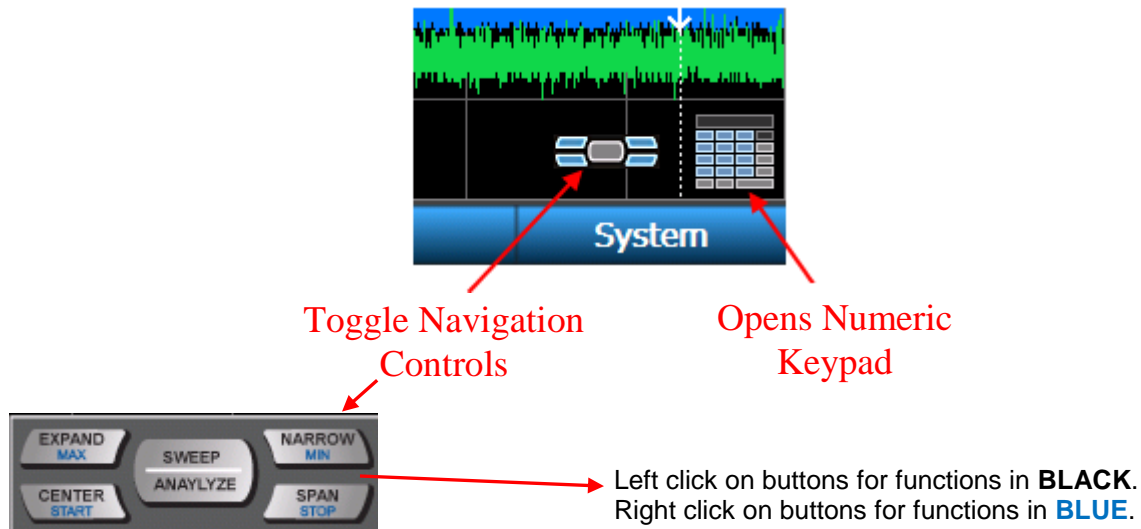 System
Toggle Navigation
Controls
Opens Numeric
Keypad
EXPAND
MAX
SWEEP
ANAYLYZE
NARROW
MIN
CENTER
START
SPAN
STOP
Left click on buttons for functions in BLACK.
Right click on buttons for functions in BLUE.